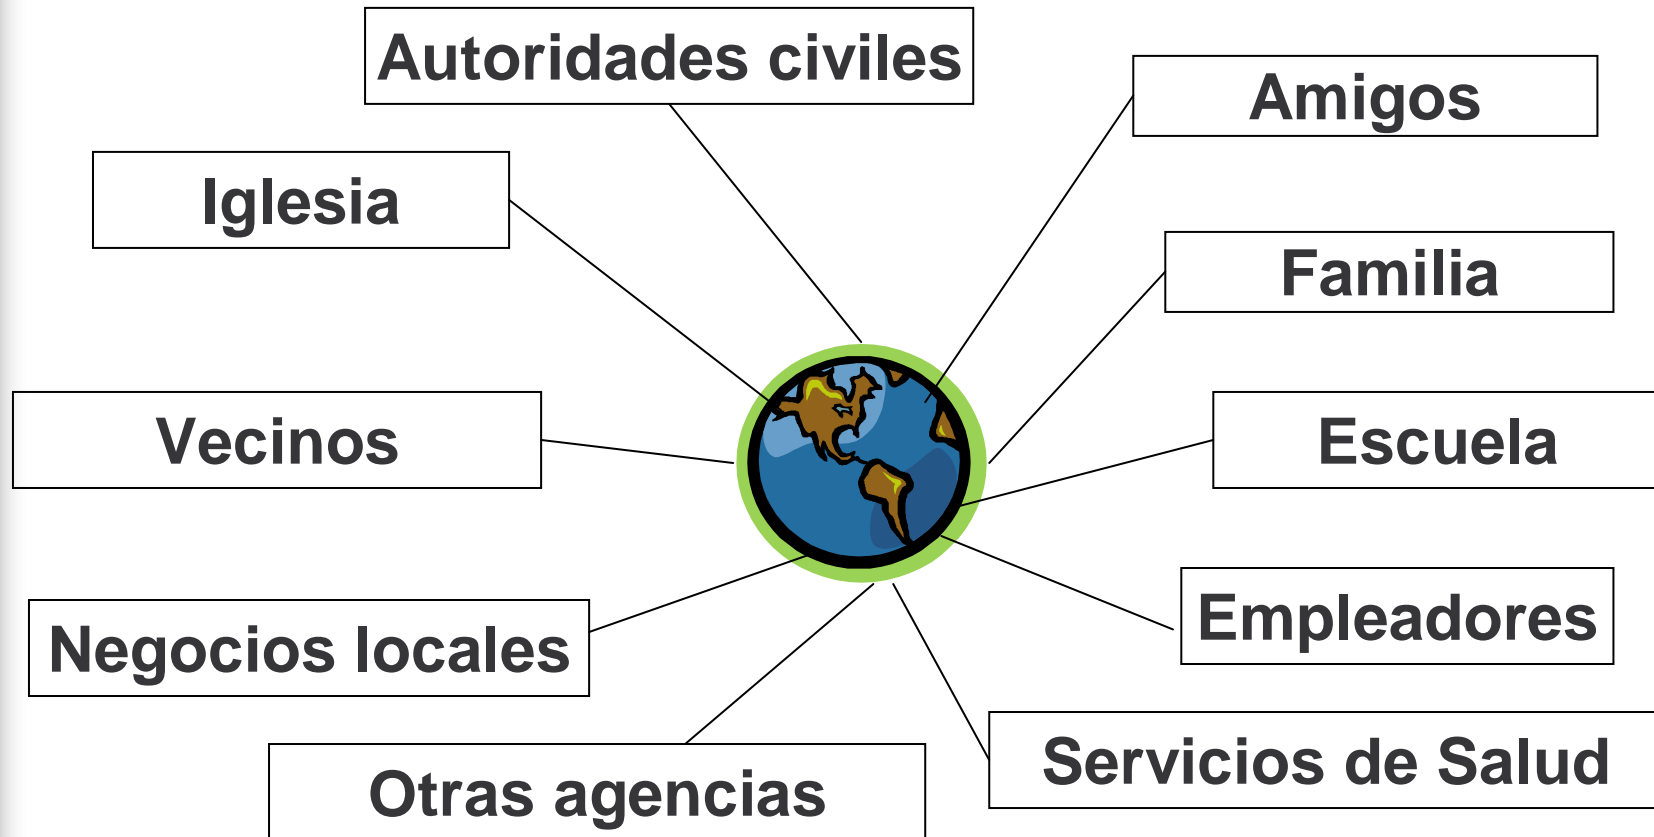 Autoridades civiles
Amigos
Iglesia
Familia
Vecinos
Escuela
Empleadores
Negocios locales
Servicios de Salud
Otras agencias